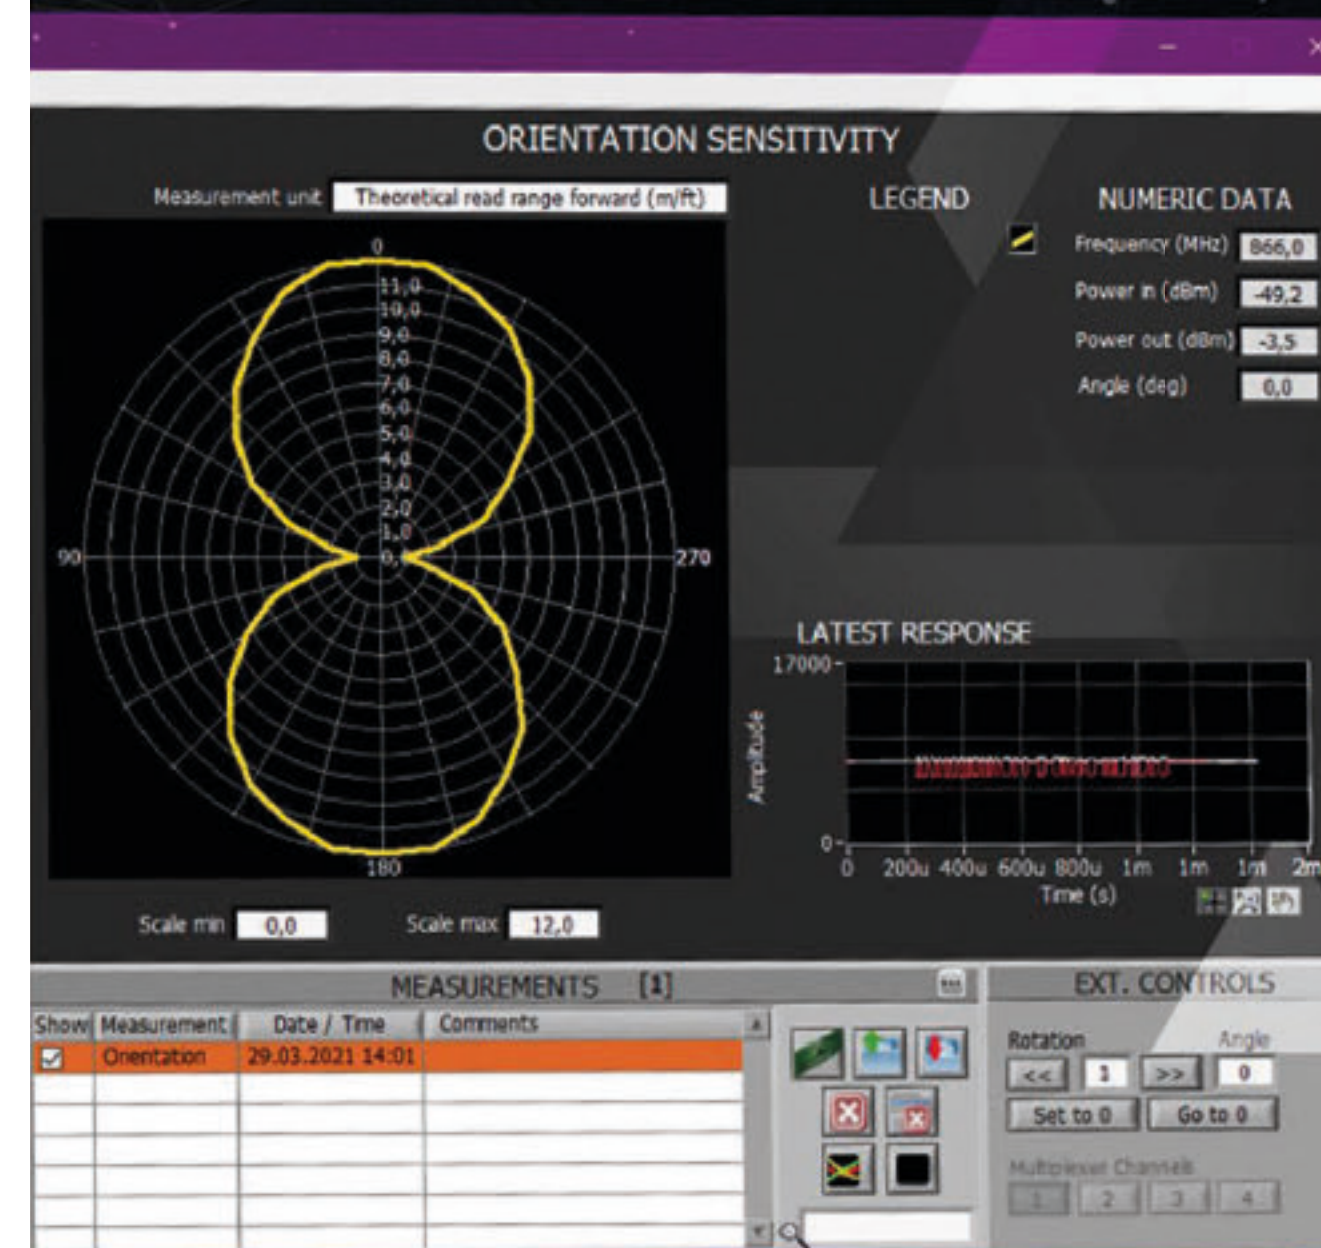 ORIENTATION SENSITIVITY
Measurement unit Theoretical read range forward (m/ft)
LEGEND
NUMERIC DATA
Frequency (MHz) 866,0
Power in (dBm) -49,2
Power out (dBm) -3,5
Angle (deg) 0,0
0
11,0
10,0
9,0
8,0
7,0
6,0
5,0
4,0
3,0
2,0
1,0
90
270
180
Scale min 0,0
Scale max 12,0
LATEST RESPONSE
17000
Amplitude
0
0 200u 400u 600u 800u 1m 1m 1m 2m
Time (s)
MEASUREMENTS [1]
Show Measurement Date / Time Comments
Orientation 29.03.2021 14:01
EXT. CONTROLS
Rotation Angle
<< 1 >> 0
Set to 0 Go to 0
Multiplexer Channels
1 2 3 4